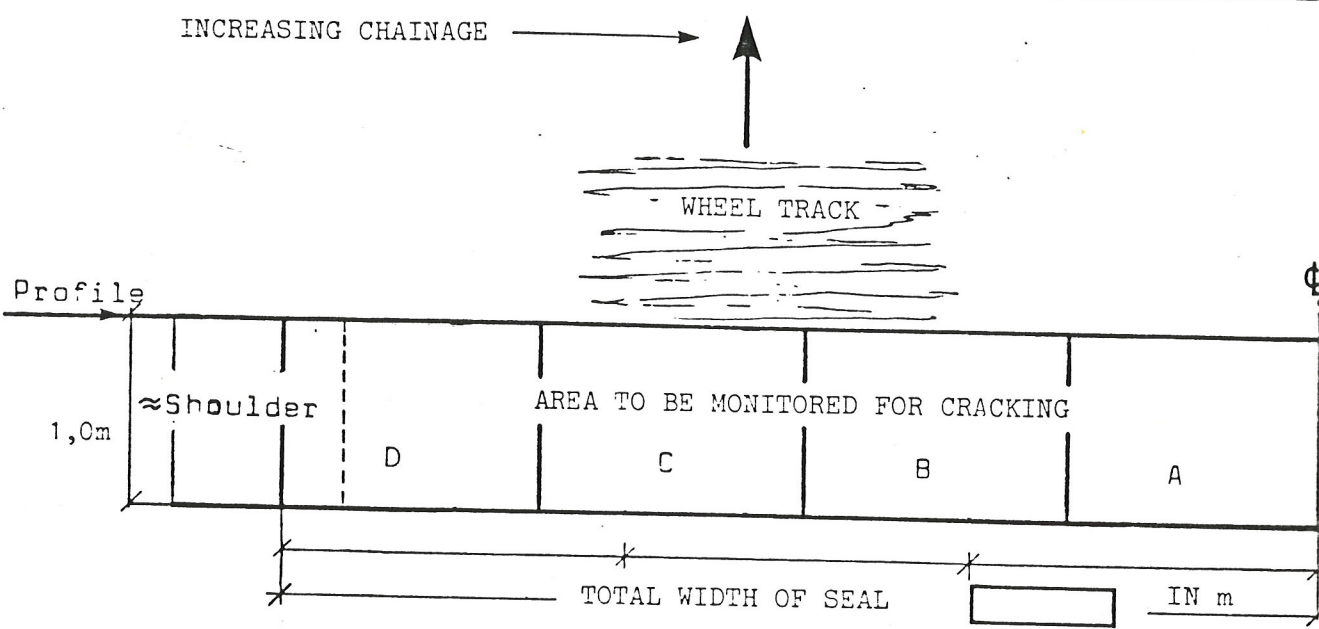 INCREASING CHAINAGE
- WHEEL TRACK -
℄
Profile
≈Shoulder
AREA TO BE MONITORED FOR CRACKING
1,0m
D
C
B
A
TOTAL WIDTH OF SEAL
IN m